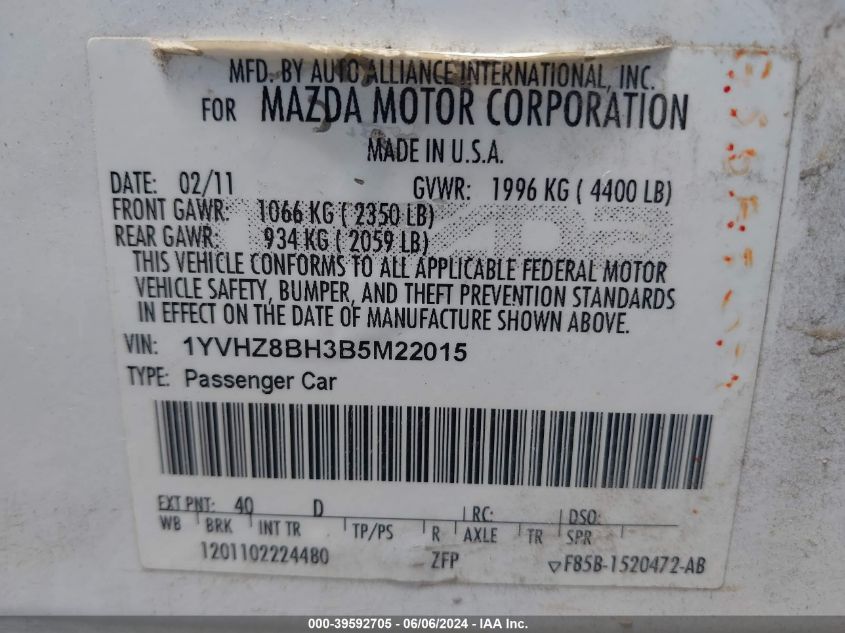 MFD. BY AUTO ALLIANCE INTERNATIONAL, INC.
FOR MAZDA MOTOR CORPORATION
MADE IN U.S.A.
DATE: 02/11 GVWR: 1996 KG ( 4400 LB)
FRONT GAWR: 1066 KG ( 2350 LB)
REAR GAWR: 934 KG ( 2059 LB)
THIS VEHICLE CONFORMS TO ALL APPLICABLE FEDERAL MOTOR
VEHICLE SAFETY, BUMPER, AND THEFT PREVENTION STANDARDS
IN EFFECT ON THE DATE OF MANUFACTURE SHOWN ABOVE.
VIN: 1YVHZ8BH3B5M22015
TYPE: Passenger Car
EXT PNT: 40 D RC: DSO:
WB BRK INT TR TP/PS R AXLE TR SPR
1201102224480 ZFP ▽F85B-1520472-AB
000-39592705 - 06/06/2024 - IAA Inc.